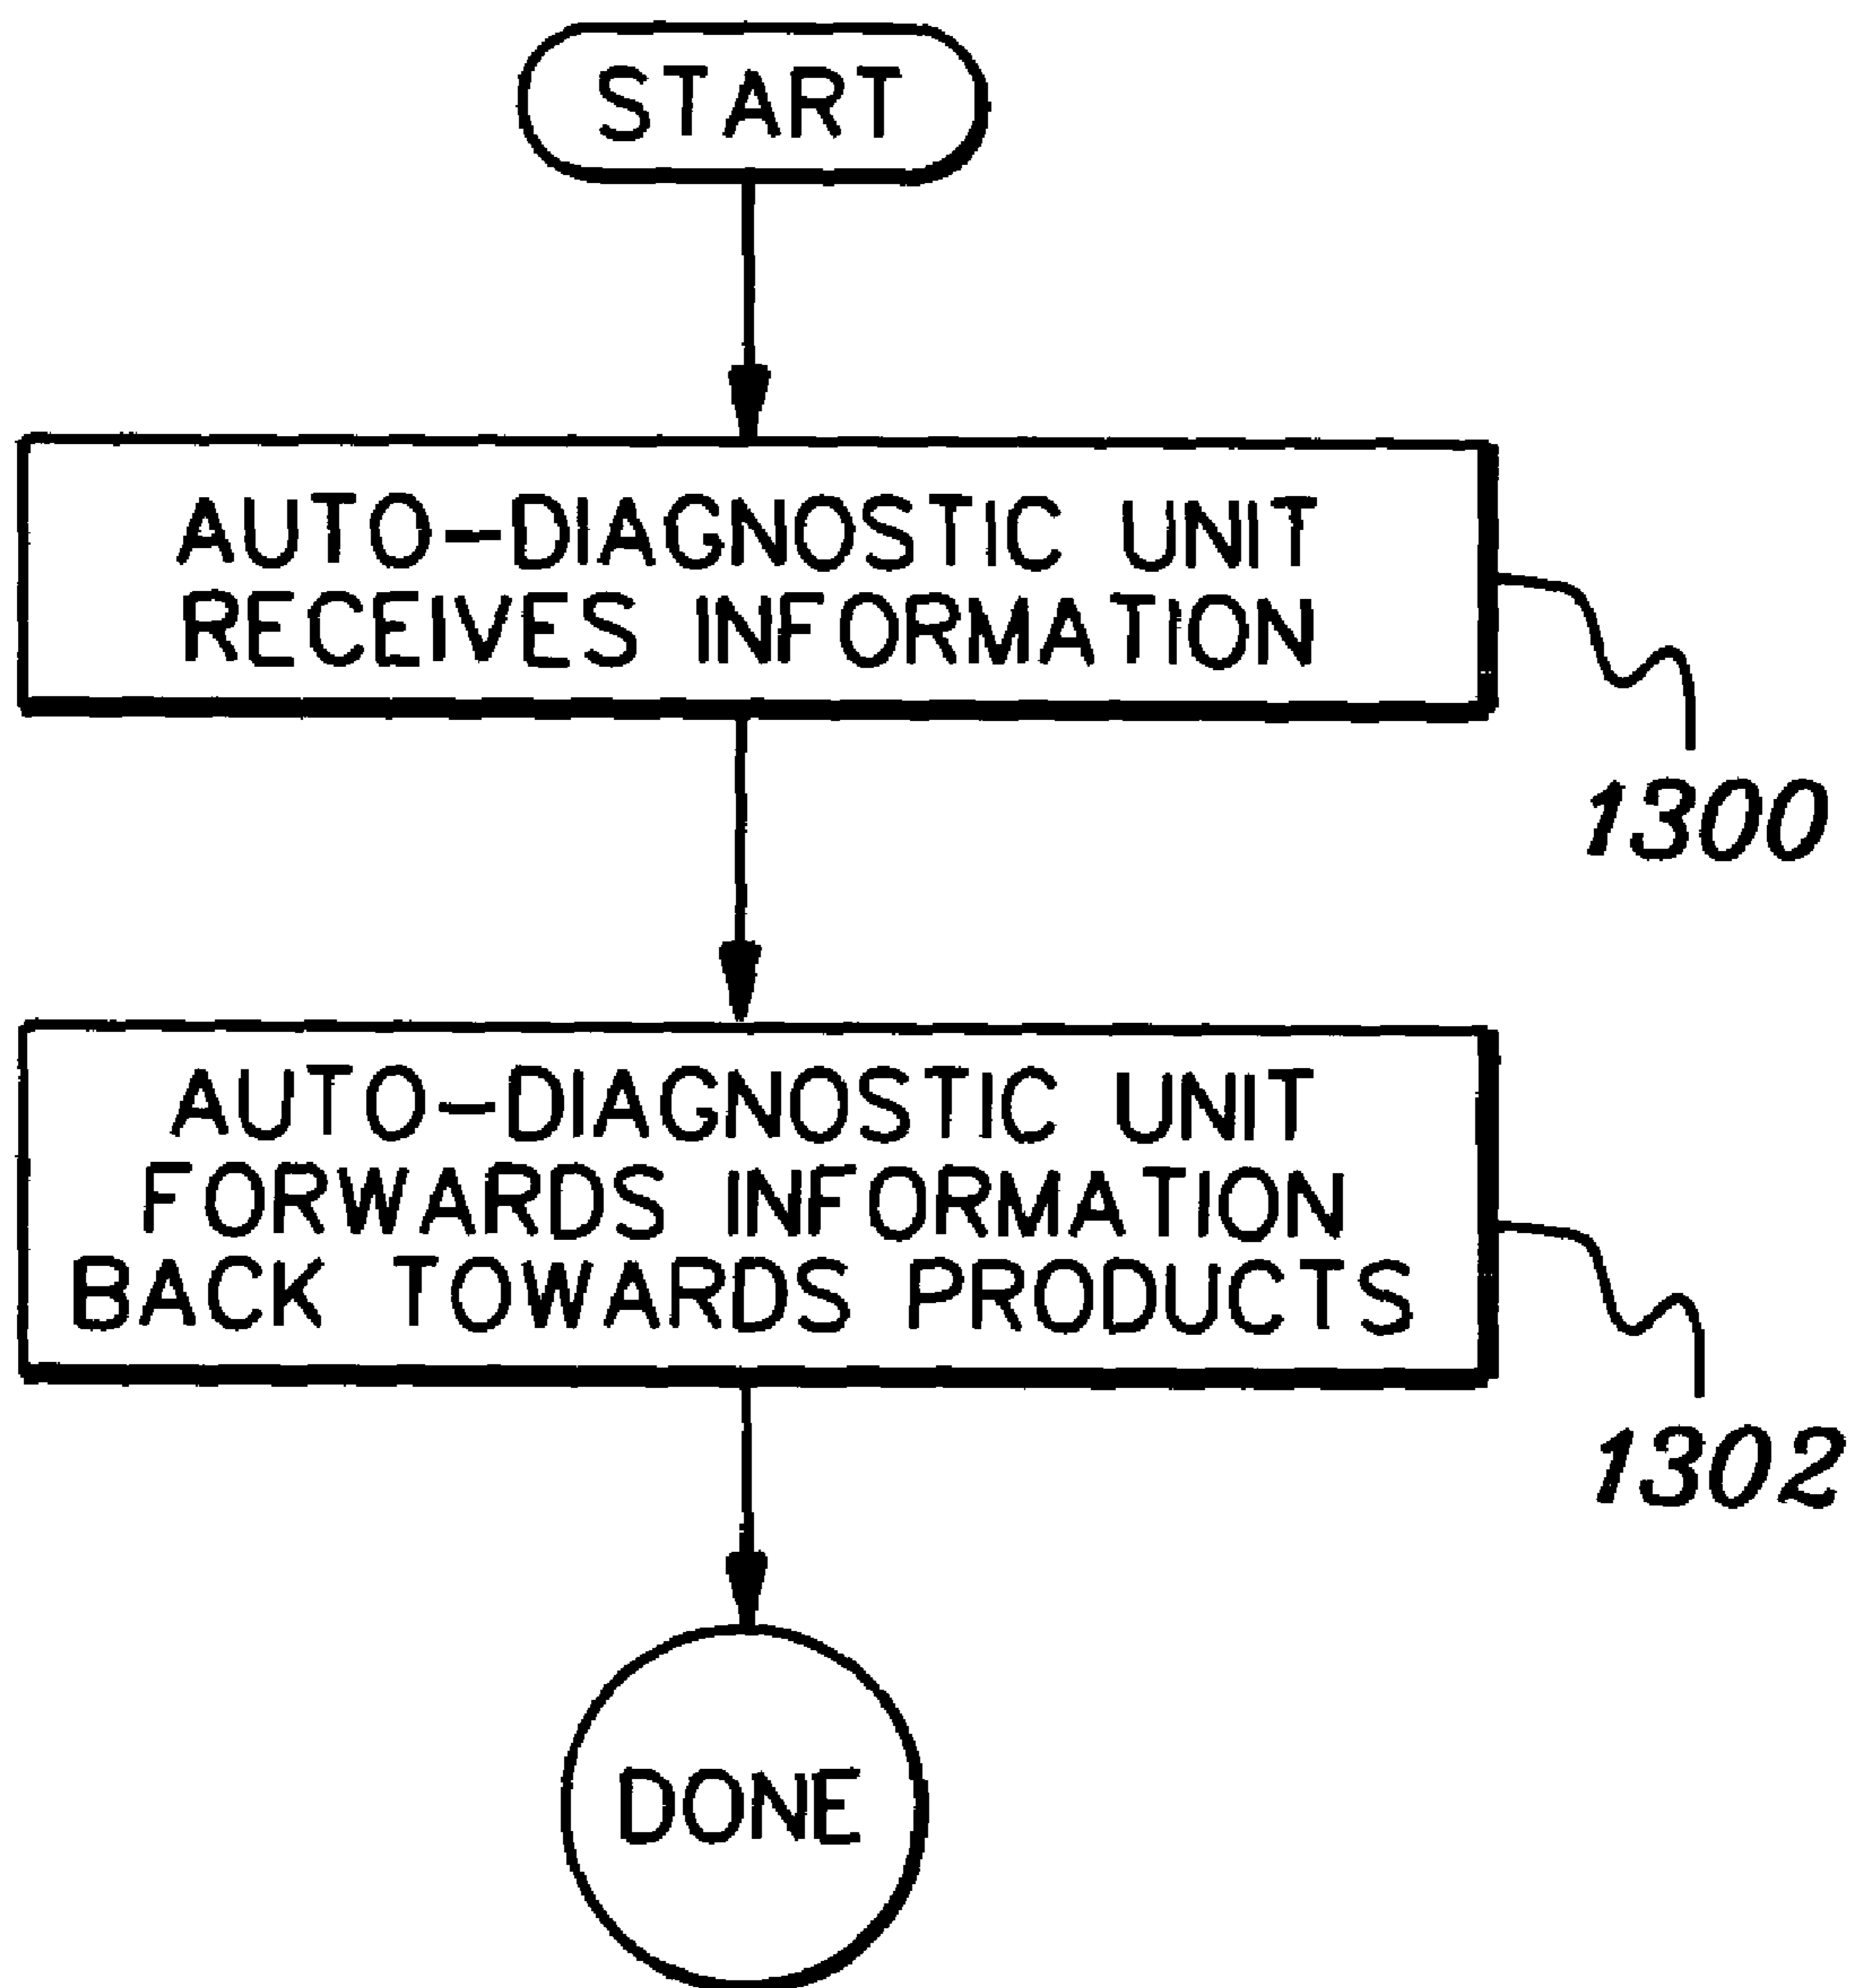 START
AUTO-DIAGNOSTIC UNIT
RECEIVES INFORMATION
1300
AUTO-DIAGNOSTIC UNIT
FORWARDS INFORMATION
BACK TOWARDS PRODUCTS
1302
DONE